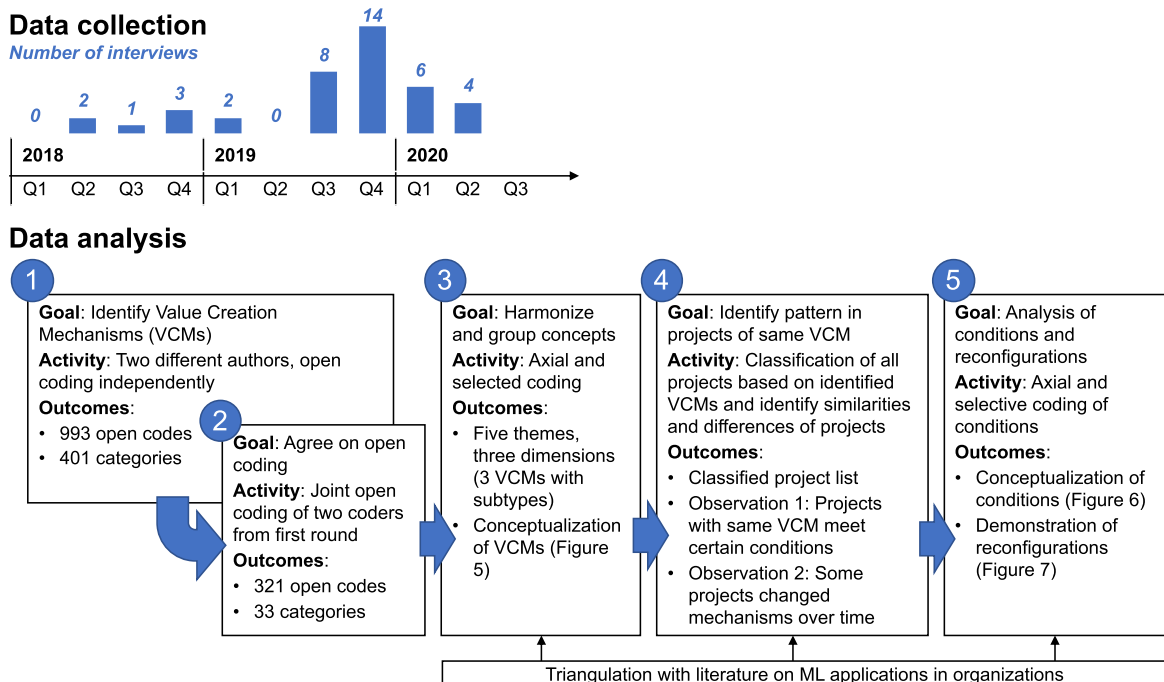 Data collection
Number of interviews
0
2
1
3
2
0
8
14
6
4
2018
2019
2020
Q1
Q2
Q3
Q4
Q1
Q2
Q3
Q4
Q1
Q2
Q3
Data analysis
1
Goal: Identify Value Creation
Mechanisms (VCMs)
Activity: Two different authors, open
coding independently
Outcomes:
• 993 open codes
• 401 categories
2
Goal: Agree on open
coding
Activity: Joint open
coding of two coders
from first round
Outcomes:
• 321 open codes
• 33 categories
3
Goal: Harmonize
and group concepts
Activity: Axial and
selected coding
Outcomes:
• Five themes,
three dimensions
(3 VCMs with
subtypes)
• Conceptualization
of VCMs (Figure
5)
4
Goal: Identify pattern in
projects of same VCM
Activity: Classification of all
projects based on identified
VCMs and identify similarities
and differences of projects
Outcomes:
• Classified project list
• Observation 1: Projects
with same VCM meet
certain conditions
• Observation 2: Some
projects changed
mechanisms over time
5
Goal: Analysis of
conditions and
reconfigurations
Activity: Axial and
selective coding of
conditions
Outcomes:
• Conceptualization of
conditions (Figure 6)
• Demonstration of
reconfigurations
(Figure 7)
Triangulation with literature on ML applications in organizations